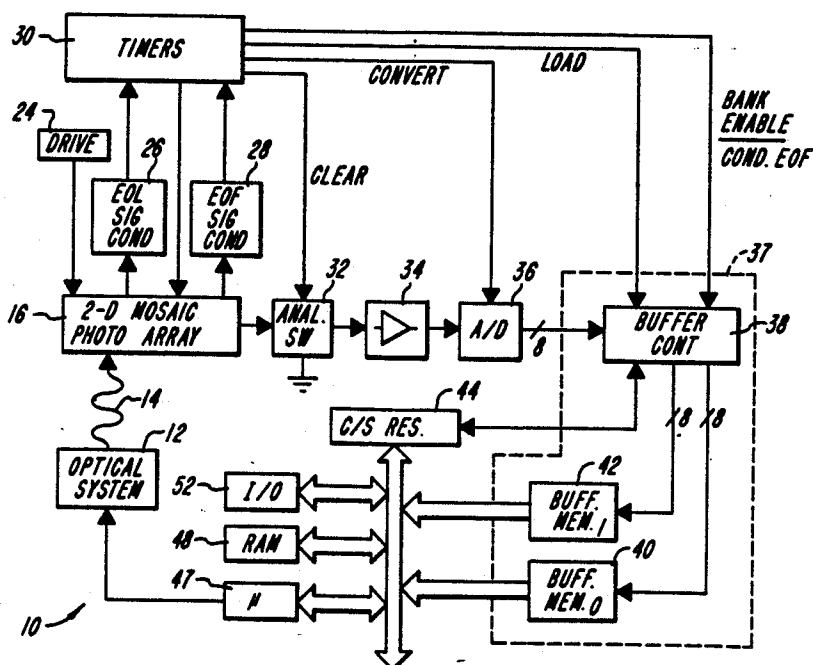 30
TIMERS
24
DRIVE
26
EOL
SIG
COND
28
EOF
SIG
COND
CLEAR
CONVERT
LOAD
BANK
ENABLE
COND. EOF
16
2-D MOSAIC
PHOTO ARRAY
32
ANAL.
SW
34
36
A/D
8
37
BUFFER
CONT
38
14
12
OPTICAL
SYSTEM
44
C/S RES.
8
8
52
I/O
48
RAM
47
μ
42
BUFF.
MEM.1
40
BUFF.
MEM.0
10